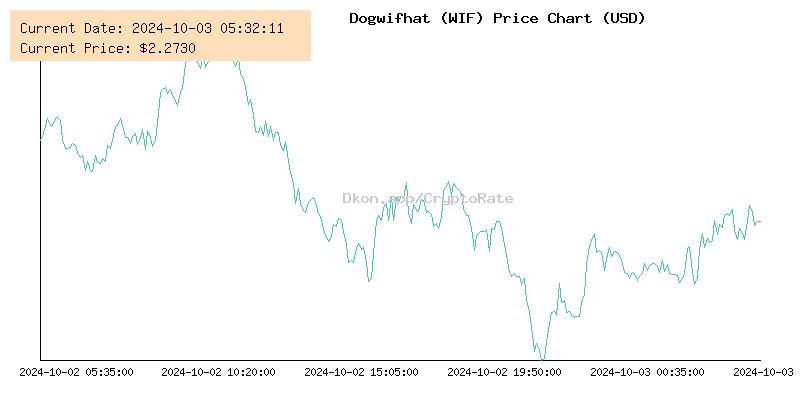 Dogwifhat (WIF) Price Chart (USD)
Current Date: 2024-10-03 05:32:11
Current Price: $2.2730
Dkon.app/CryptoRate
2024-10-02 05:35:00 2024-10-02 10:20:00 2024-10-02 15:05:00 2024-10-02 19:50:00 2024-10-03 00:35:00 2024-10-03